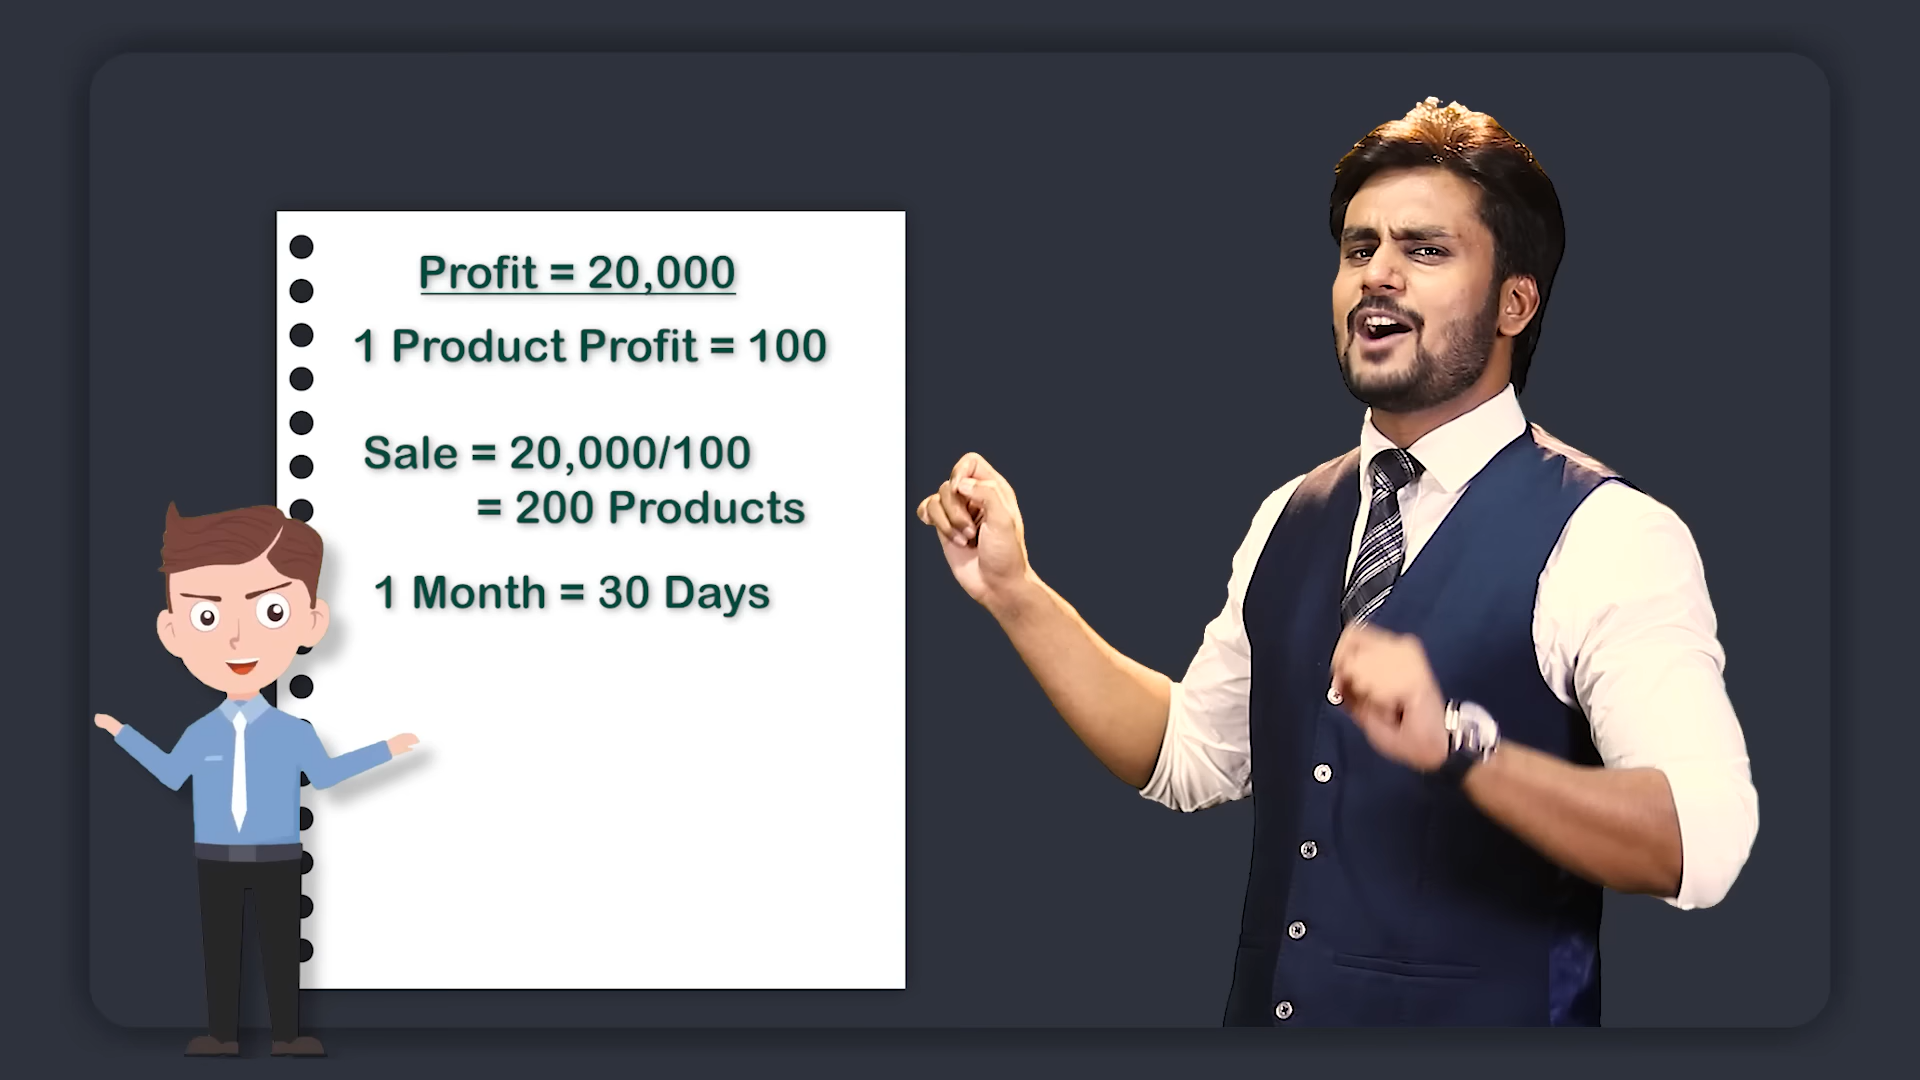 Profit = 20,000
1 Product Profit = 100
Sale = 20,000/100
= 200 Products
1 Month = 30 Days